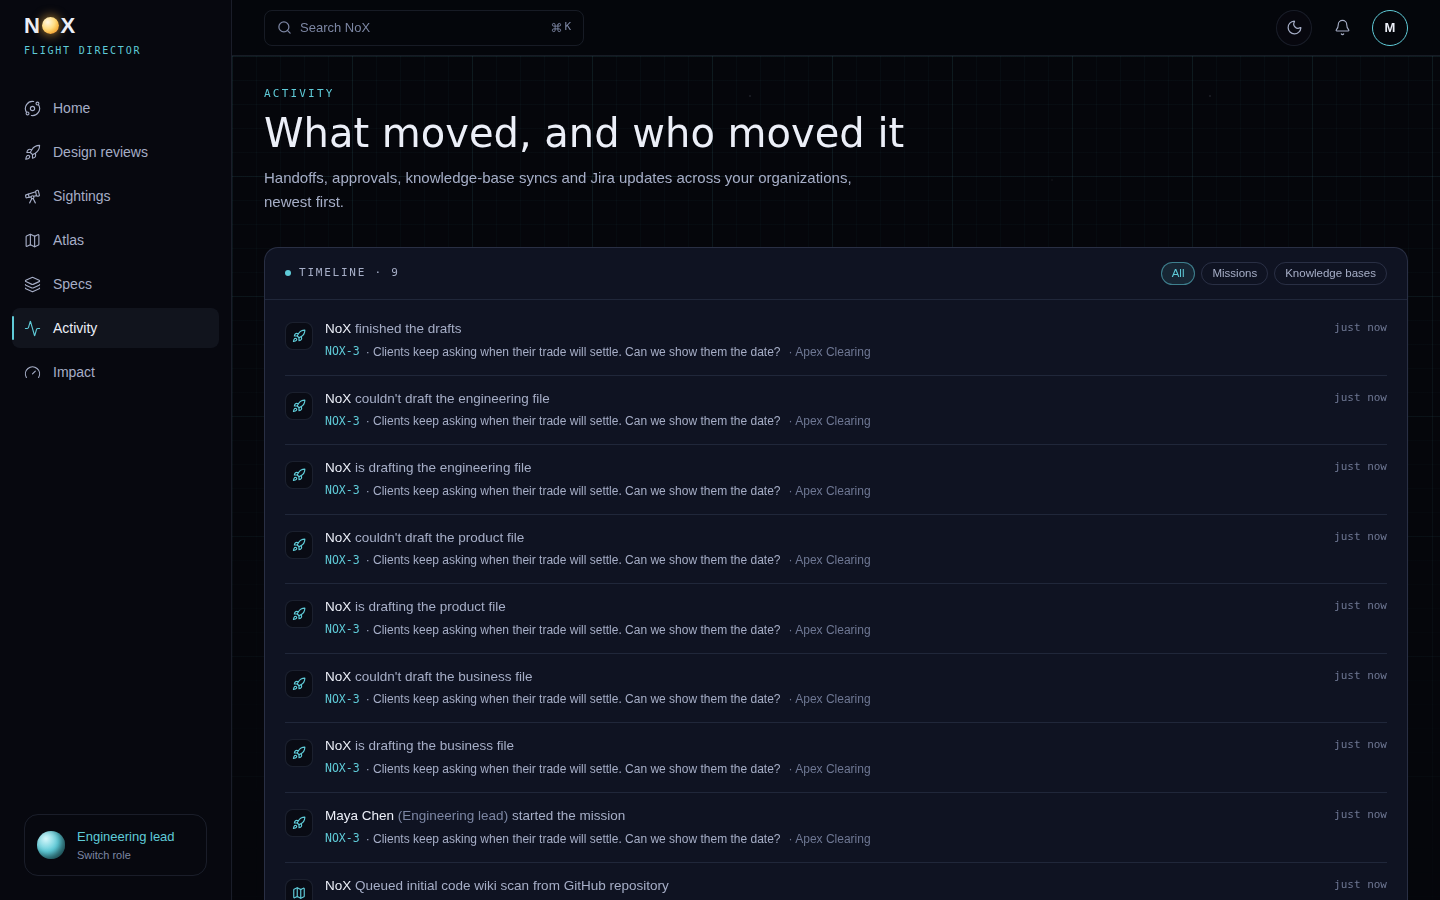 NOX
FLIGHT DIRECTOR
Search NoX
⌘K
M
Home
Design reviews
Sightings
Atlas
Specs
Activity
Impact
Engineering lead
Switch role
ACTIVITY
What moved, and who moved it
Handoffs, approvals, knowledge-base syncs and Jira updates across your organizations,
newest first.
TIMELINE · 9
All
Missions
Knowledge bases
NoX finished the drafts
just now
NOX-3 · Clients keep asking when their trade will settle. Can we show them the date? · Apex Clearing
NoX couldn't draft the engineering file
just now
NOX-3 · Clients keep asking when their trade will settle. Can we show them the date? · Apex Clearing
NoX is drafting the engineering file
just now
NOX-3 · Clients keep asking when their trade will settle. Can we show them the date? · Apex Clearing
NoX couldn't draft the product file
just now
NOX-3 · Clients keep asking when their trade will settle. Can we show them the date? · Apex Clearing
NoX is drafting the product file
just now
NOX-3 · Clients keep asking when their trade will settle. Can we show them the date? · Apex Clearing
NoX couldn't draft the business file
just now
NOX-3 · Clients keep asking when their trade will settle. Can we show them the date? · Apex Clearing
NoX is drafting the business file
just now
NOX-3 · Clients keep asking when their trade will settle. Can we show them the date? · Apex Clearing
Maya Chen (Engineering lead) started the mission
just now
NOX-3 · Clients keep asking when their trade will settle. Can we show them the date? · Apex Clearing
NoX Queued initial code wiki scan from GitHub repository
just now